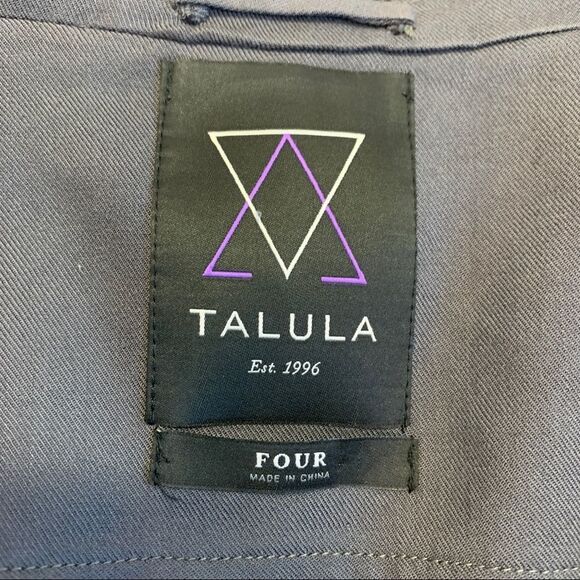 TALULA
Est. 1996
FOUR
MADE IN CHINA